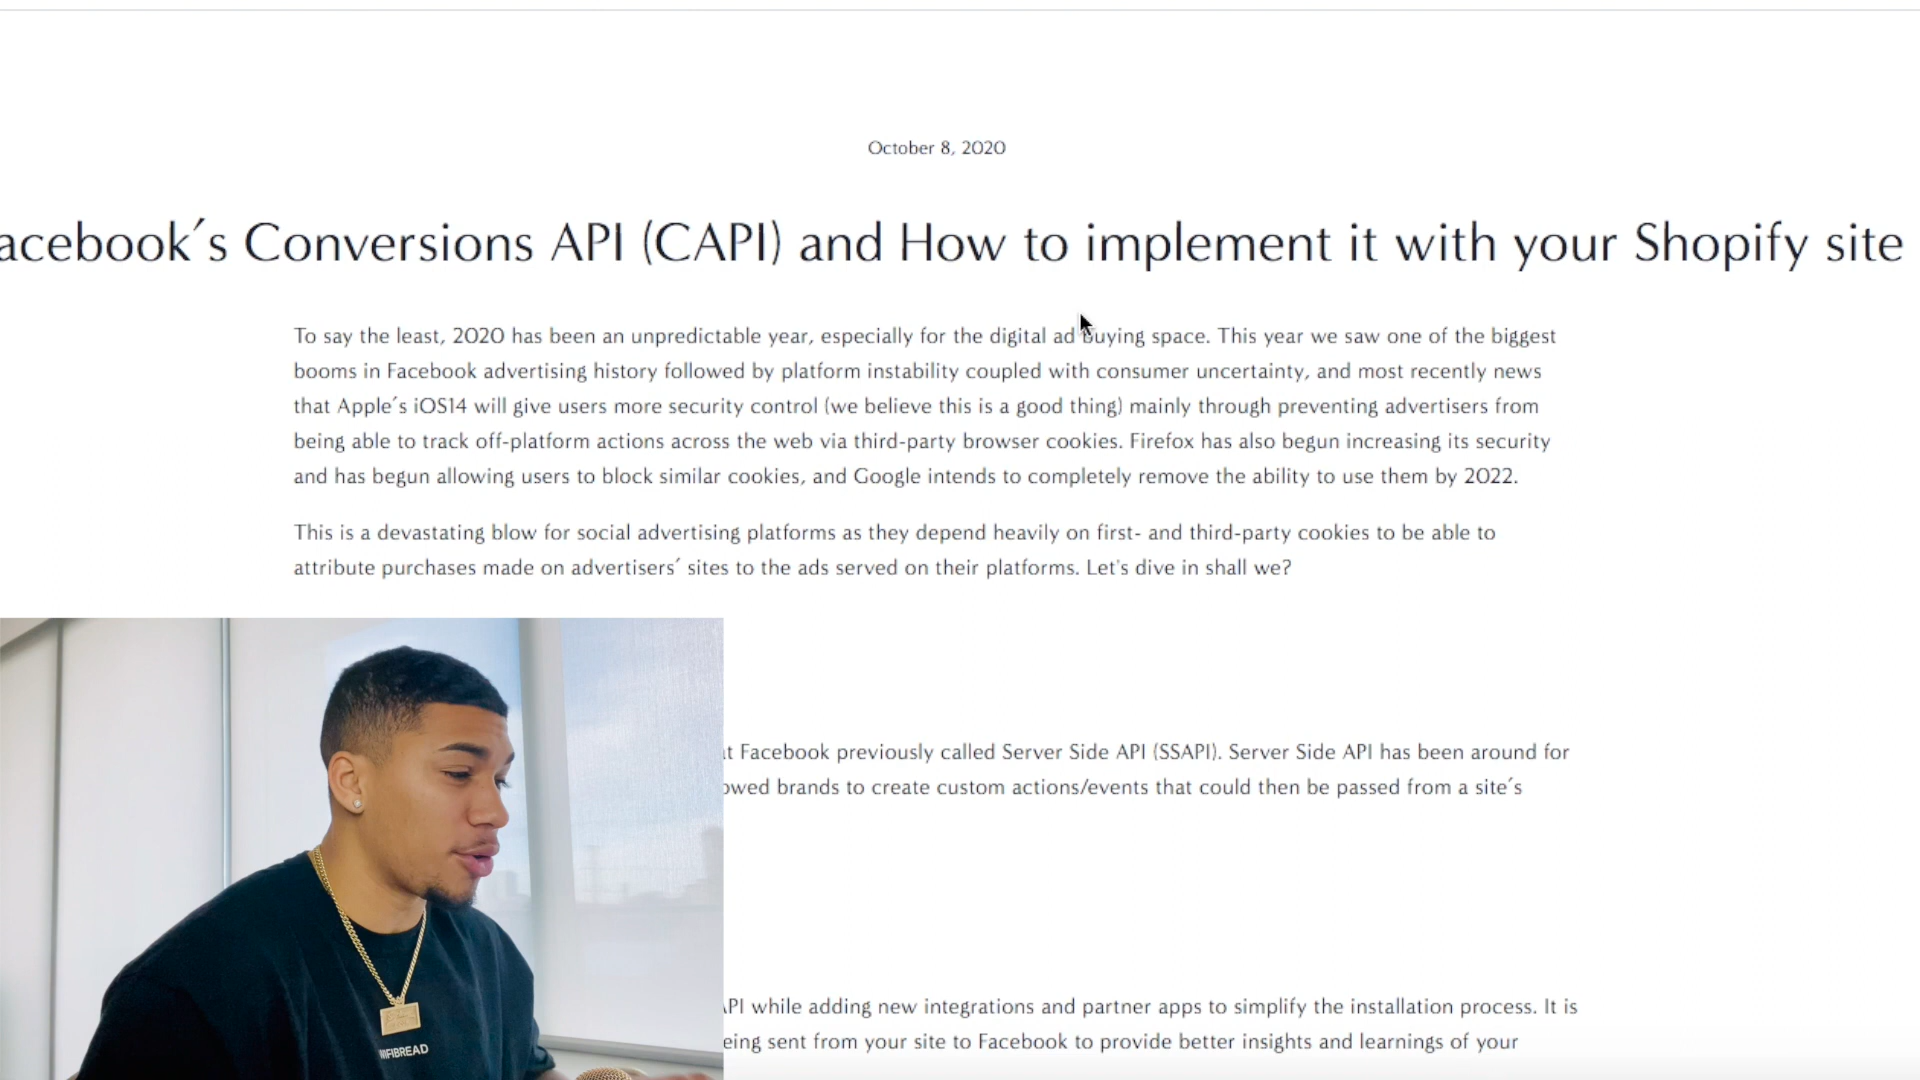 October 8, 2020
acebook´s Conversions API (CAPI) and How to implement it with your Shopify site
To say the least, 2020 has been an unpredictable year, especially for the digital ad buying space. This year we saw one of the biggest
booms in Facebook advertising history followed by platform instability coupled with consumer uncertainty, and most recently news
that Apple´s iOS14 will give users more security control (we believe this is a good thing) mainly through preventing advertisers from
being able to track off-platform actions across the web via third-party browser cookies. Firefox has also begun increasing its security
and has begun allowing users to block similar cookies, and Google intends to completely remove the ability to use them by 2022.
This is a devastating blow for social advertising platforms as they depend heavily on first- and third-party cookies to be able to
attribute purchases made on advertisers´ sites to the ads served on their platforms. Let's dive in shall we?
t Facebook previously called Server Side API (SSAPI). Server Side API has been around for
owed brands to create custom actions/events that could then be passed from a site´s
PI while adding new integrations and partner apps to simplify the installation process. It is
eing sent from your site to Facebook to provide better insights and learnings of your
WIFIBREAD